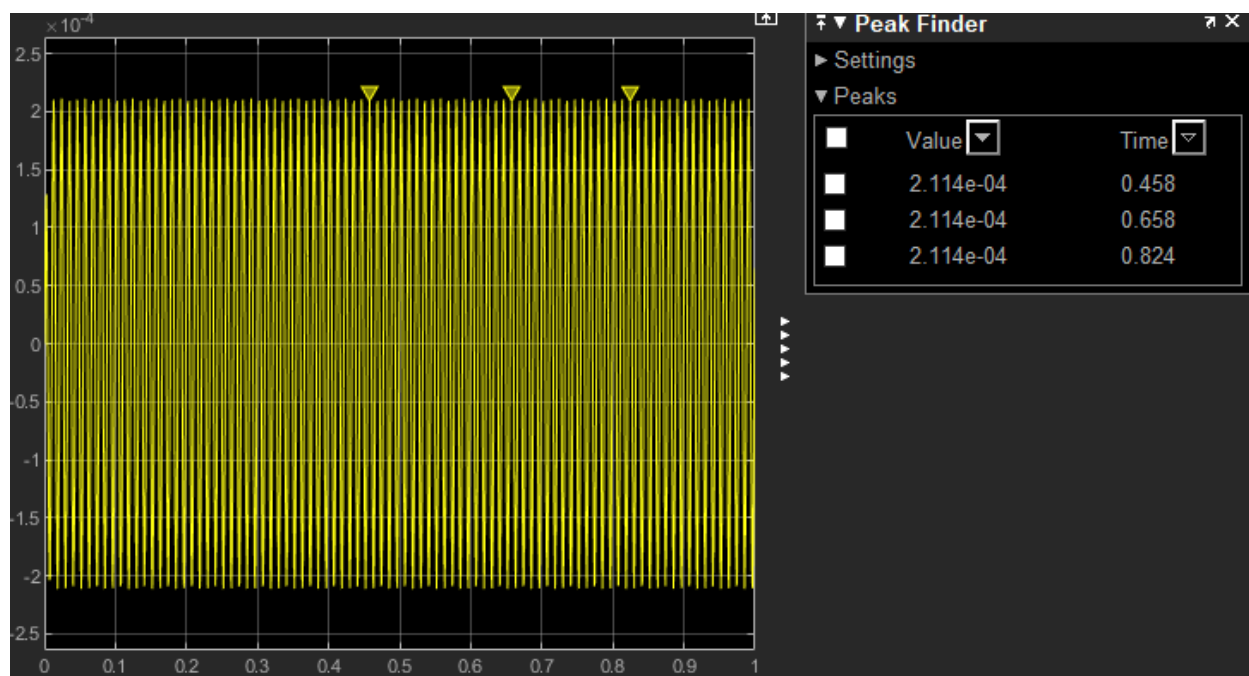 ×10⁻⁴
2.5
2
1.5
1
0.5
0
-0.5
-1
-1.5
-2
-2.5
0 0.1 0.2 0.3 0.4 0.5 0.6 0.7 0.8 0.9 1
Peak Finder
Settings
Peaks
Value Time
2.114e-04 0.458
2.114e-04 0.658
2.114e-04 0.824